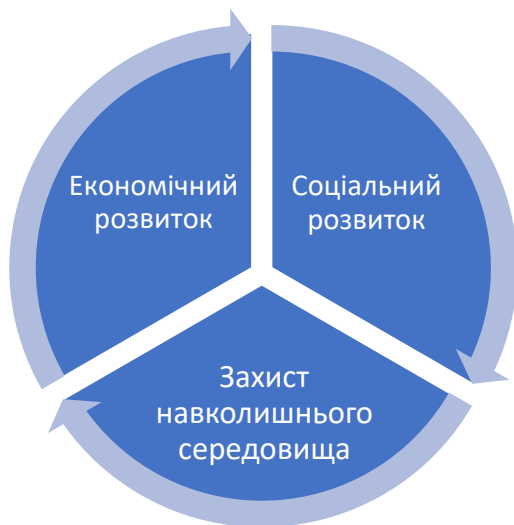 Економічний
розвиток
Соціальний
розвиток
Захист
навколишнього
середовища